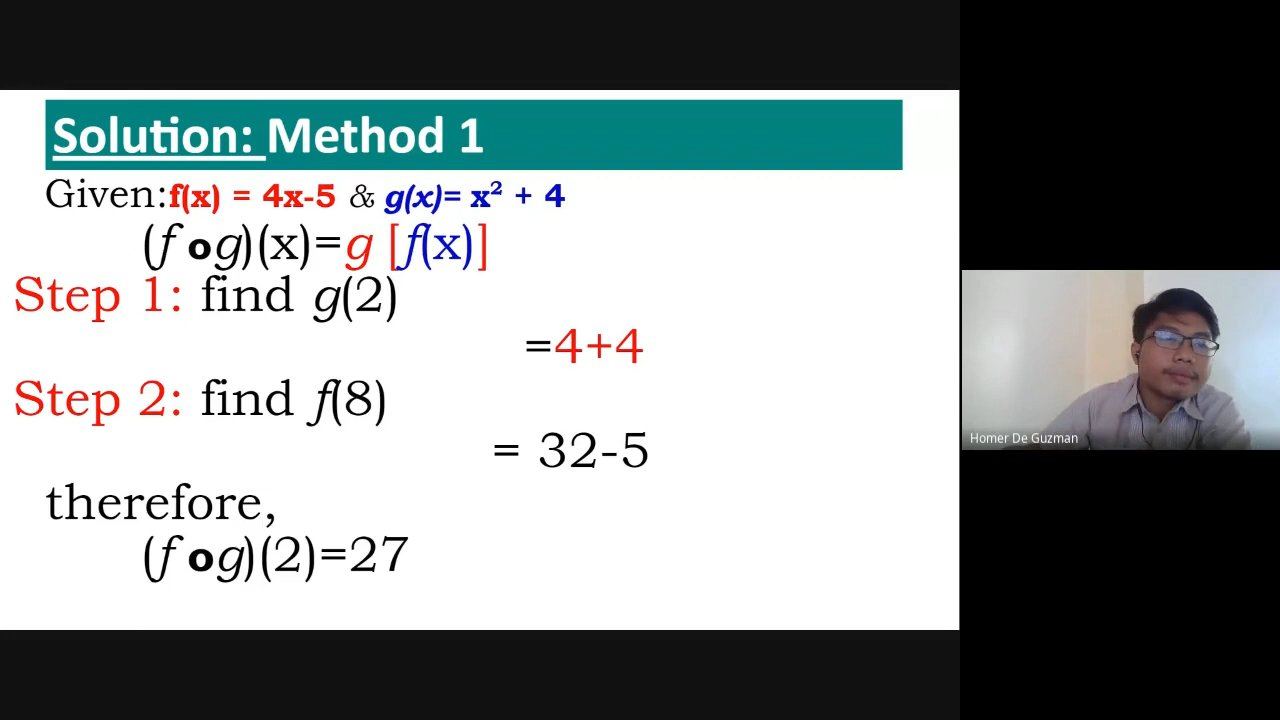 Solution: Method 1
Given:f(x) = 4x-5 & g(x)= x² + 4
(f o g)(x)=g [f(x)]
Step 1: find g(2)
=4+4
Step 2: find f(8)
= 32-5
therefore,
(f o g)(2)=27
Homer De Guzman